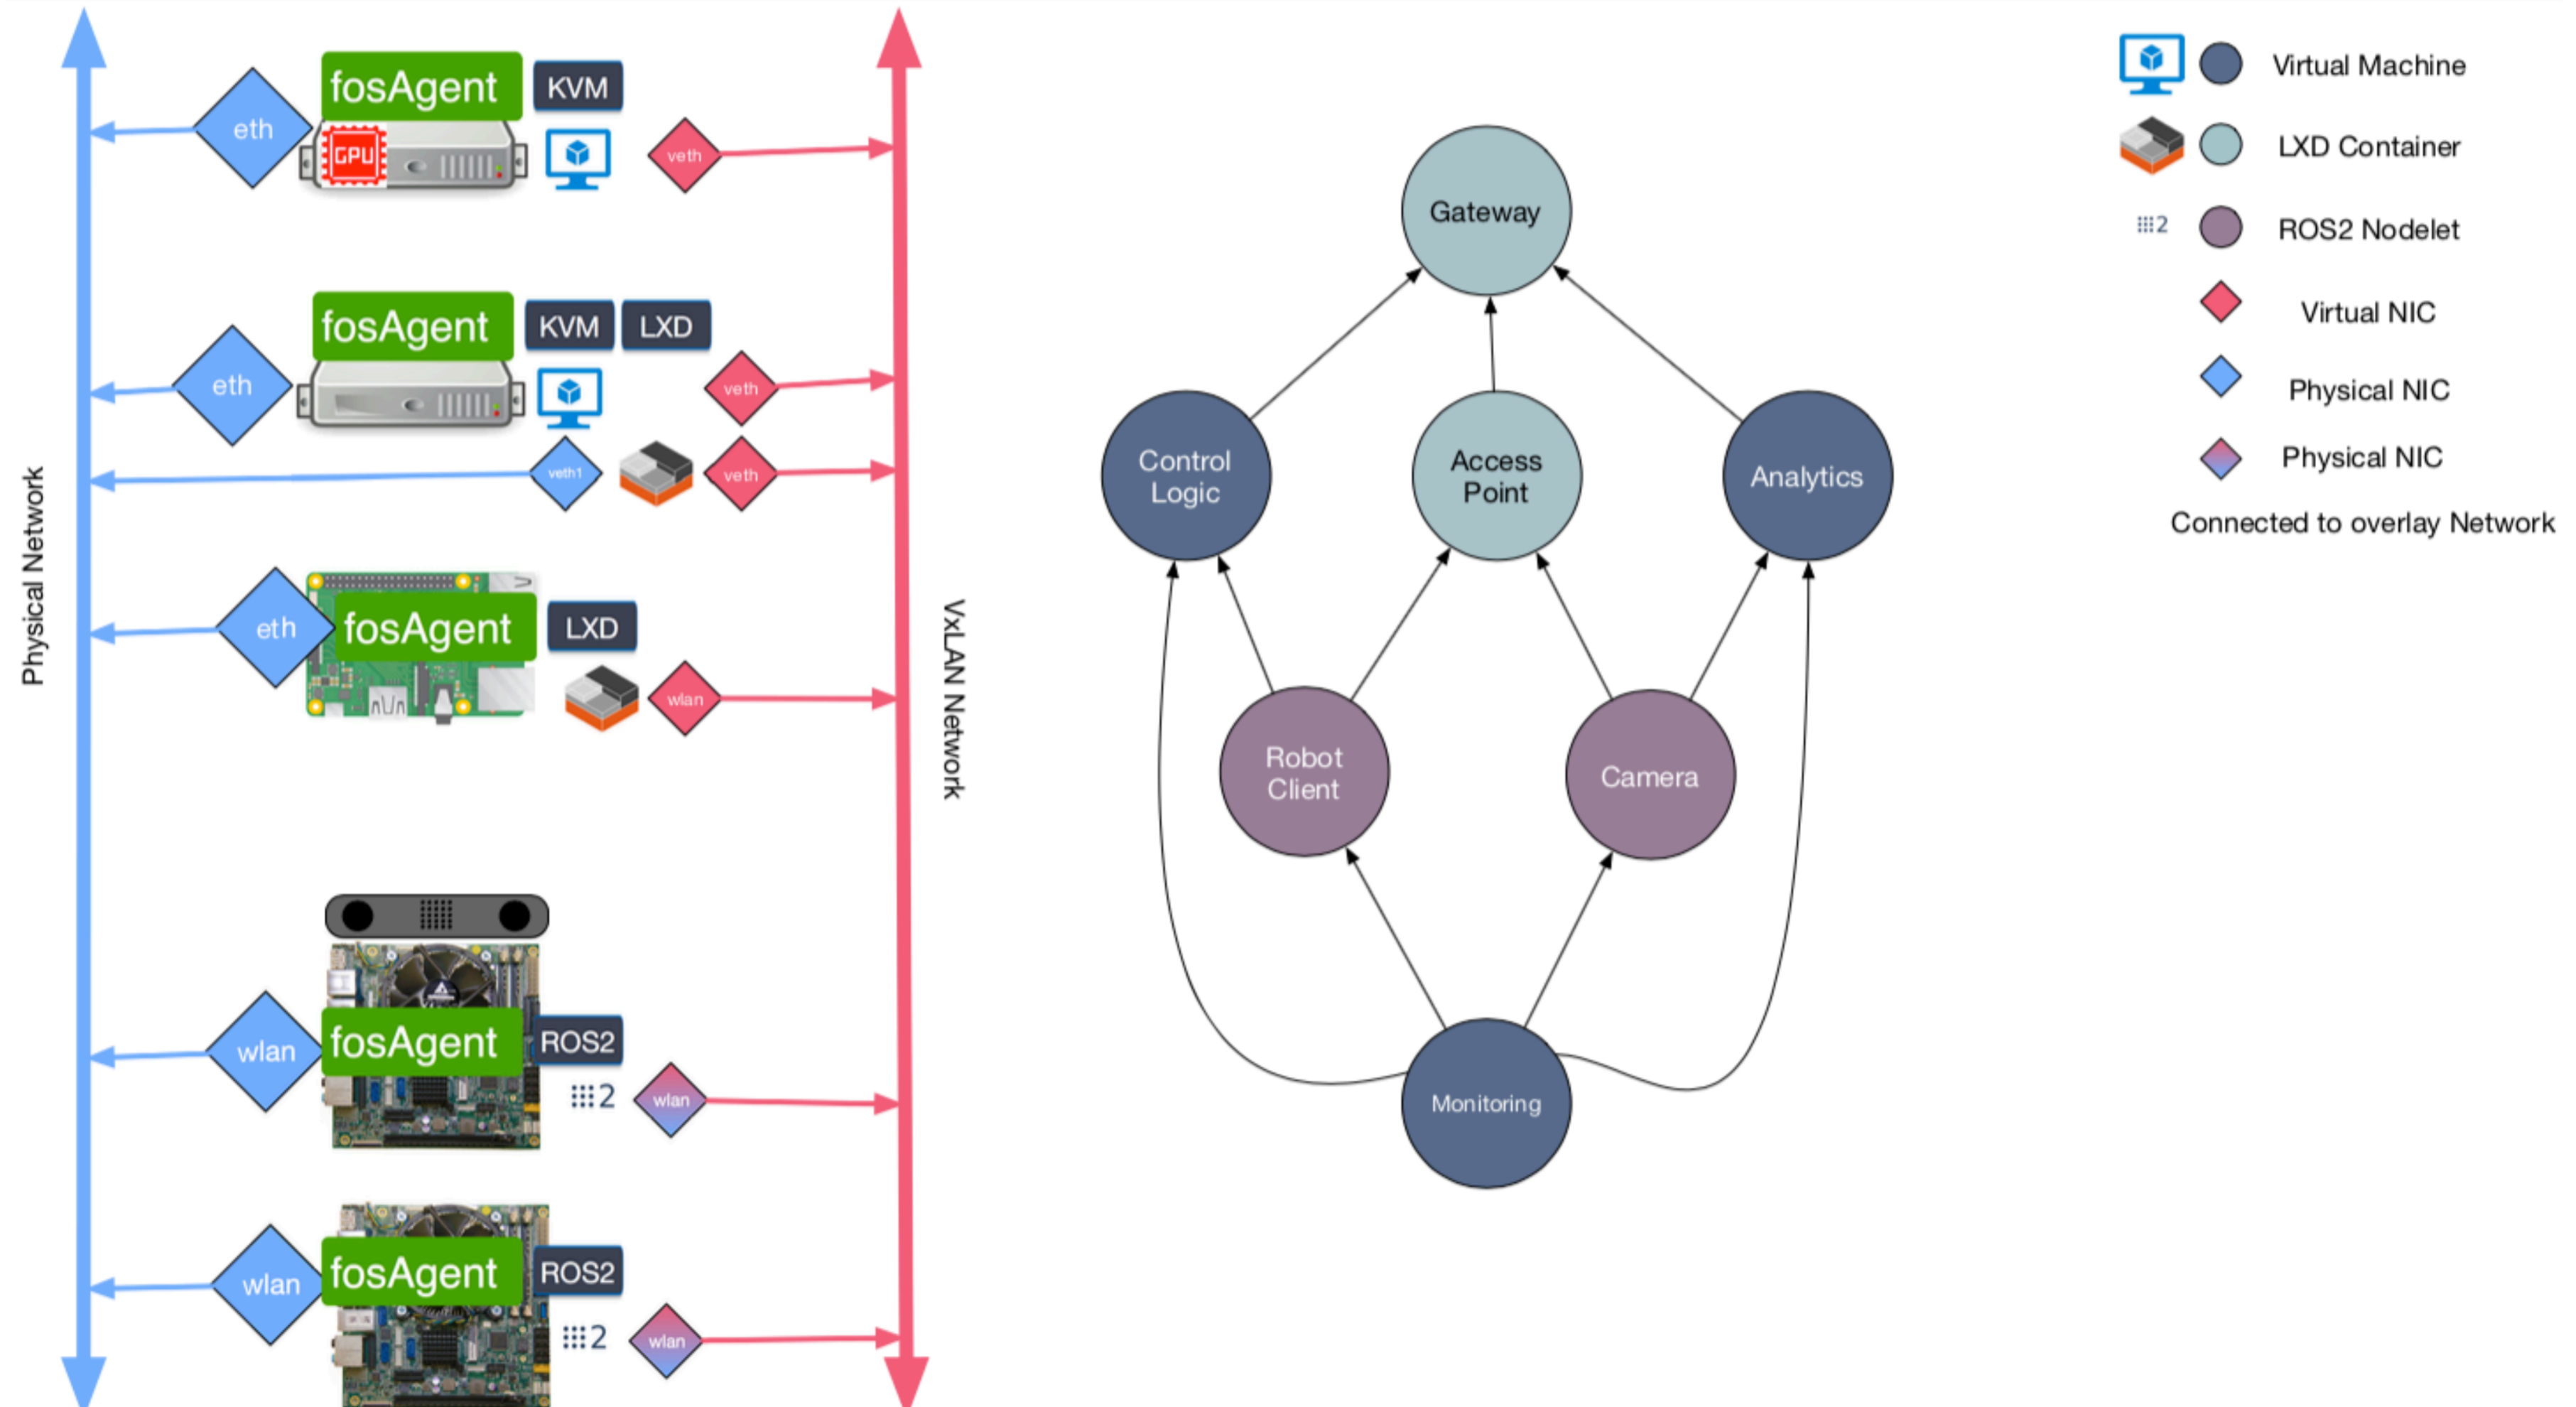 Physical Network
eth
fosAgent
KVM
GPU
veth
eth
fosAgent
KVM
LXD
veth
veth1
veth
eth
fosAgent
LXD
wlan
wlan
fosAgent
ROS2
2
wlan
wlan
fosAgent
ROS2
2
wlan
VxLAN Network
Gateway
Control
Logic
Access
Point
Analytics
Robot
Client
Camera
Monitoring
Virtual Machine
LXD Container
2
ROS2 Nodelet
Virtual NIC
Physical NIC
Physical NIC
Connected to overlay Network